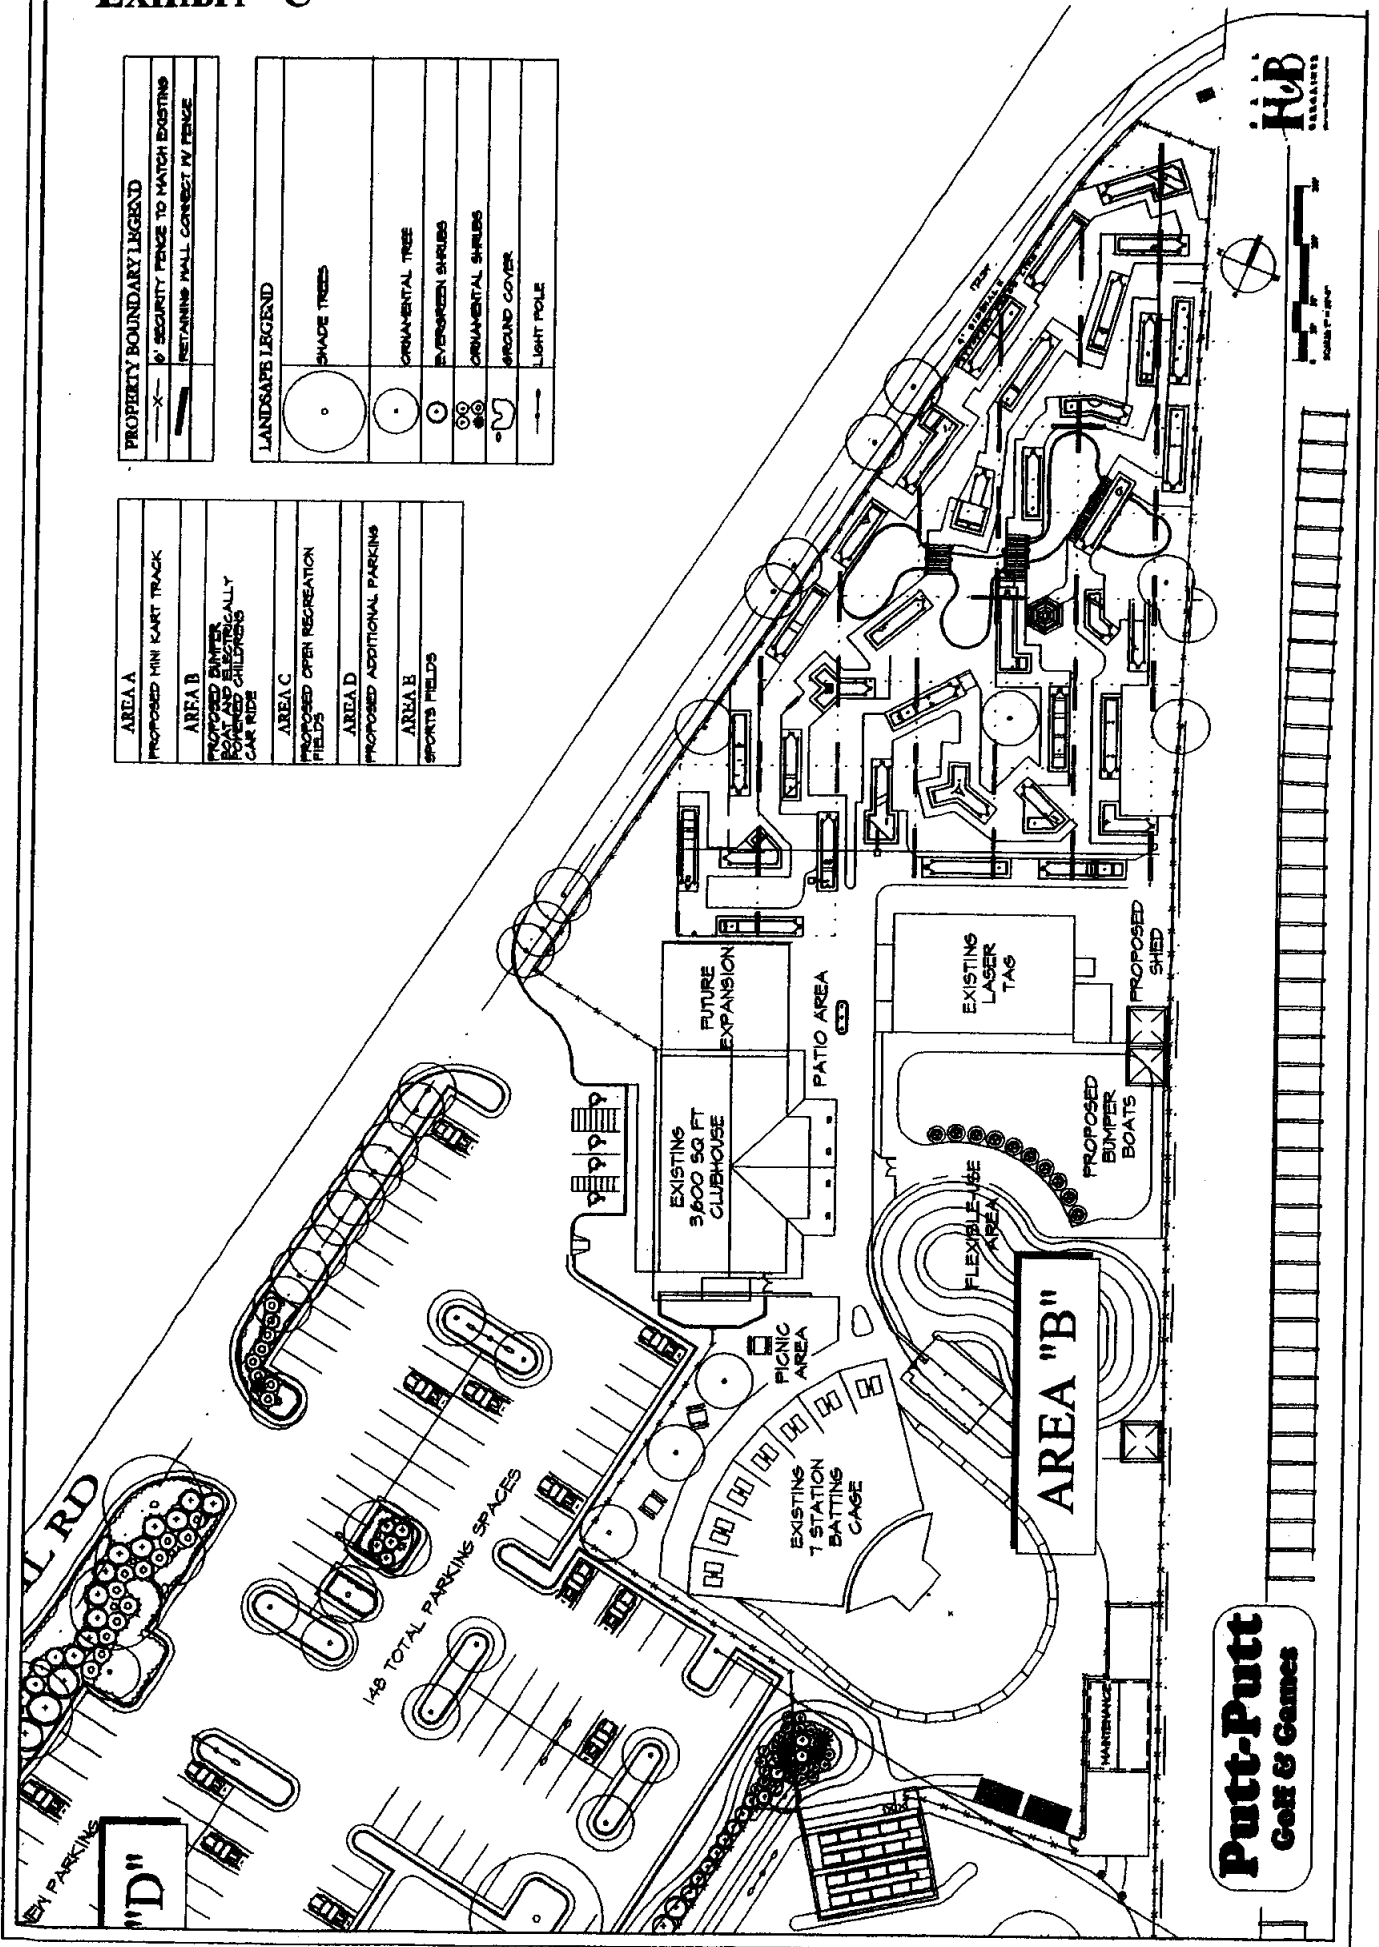 EXHIBIT "C"
PROPERTY BOUNDARY LEGEND
6' SECURITY FENCE TO MATCH EXISTING
RETAINING WALL CONNECT W/ FENCE
LANDSAPE LEGEND
SHADE TREES
ORNAMENTAL TREE
EVERGREEN SHRUBS
ORNAMENTAL SHRUBS
GROUND COVER
LIGHT POLE
AREA A
PROPOSED MINI KART TRACK
AREA B
PROPOSED BUMPER
BOAT AND ELECTRICALLY
POWERED CHILDRENS
CAR RIDE
AREA C
PROPOSED OPEN RECREATION
FIELDS
AREA D
PROPOSED ADDITIONAL PARKING
AREA E
SPORTS FIELDS
FUTURE
EXPANSION
EXISTING
3,600 SQ FT
CLUBHOUSE
PATIO AREA
EXISTING
LASER
TAG
PROPOSED
SHED
PROPOSED
BUMPER
BOATS
FLEXIBLE-USE
AREA
AREA "B"
PICNIC
AREA
EXISTING
7 STATION
BATTING
CAGE
148 TOTAL PARKING SPACES
RD
NEW PARKING
"D"
MAINTENANCE
Putt-Putt
Golf & Games